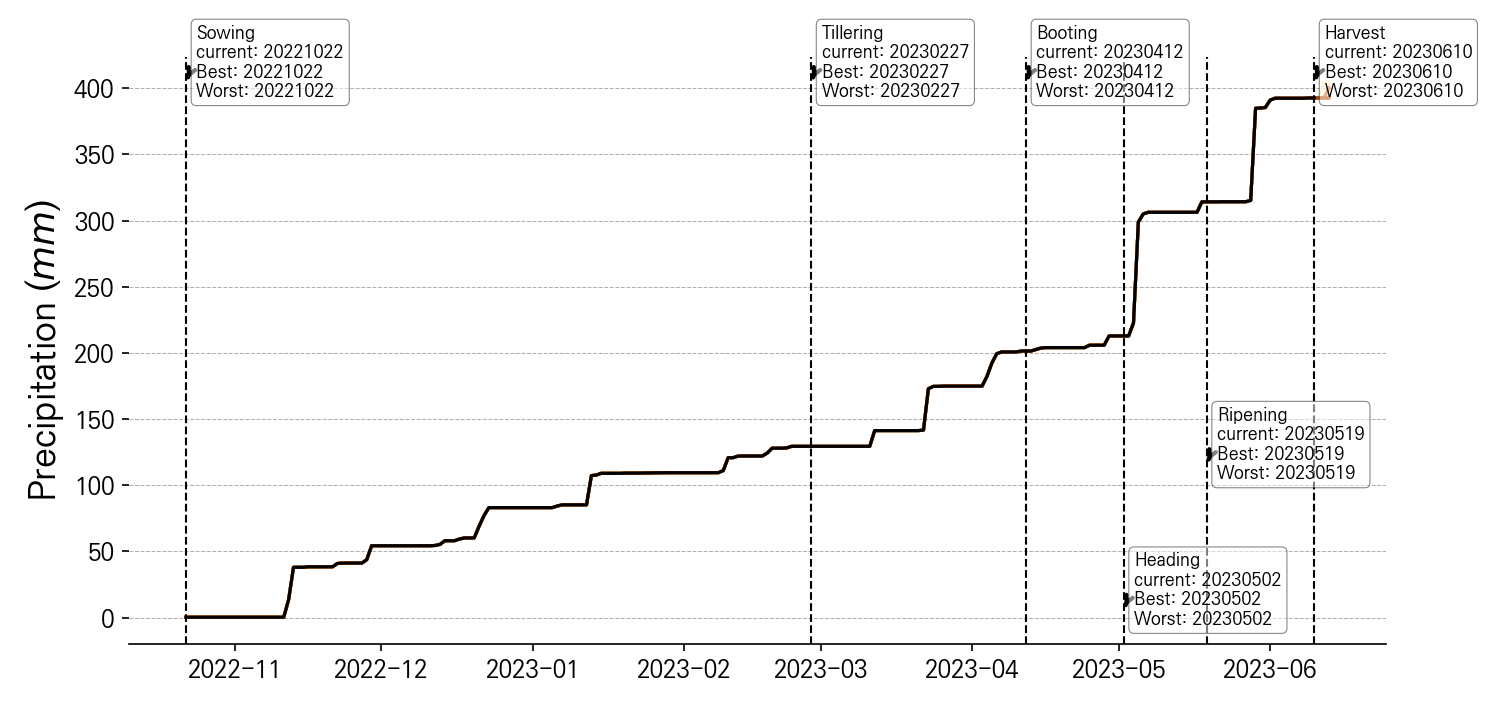 Sowing
current: 20221022
Best: 20221022
Worst: 20221022
Tillering
current: 20230227
Best: 20230227
Worst: 20230227
Booting
current: 20230412
Best: 20230412
Worst: 20230412
Harvest
current: 20230610
Best: 20230610
Worst: 20230610
Precipitation (mm)
400
350
300
250
200
150
100
50
0
Ripening
current: 20230519
Best: 20230519
Worst: 20230519
Heading
current: 20230502
Best: 20230502
Worst: 20230502
2022−11
2022−12
2023−01
2023−02
2023−03
2023−04
2023−05
2023−06